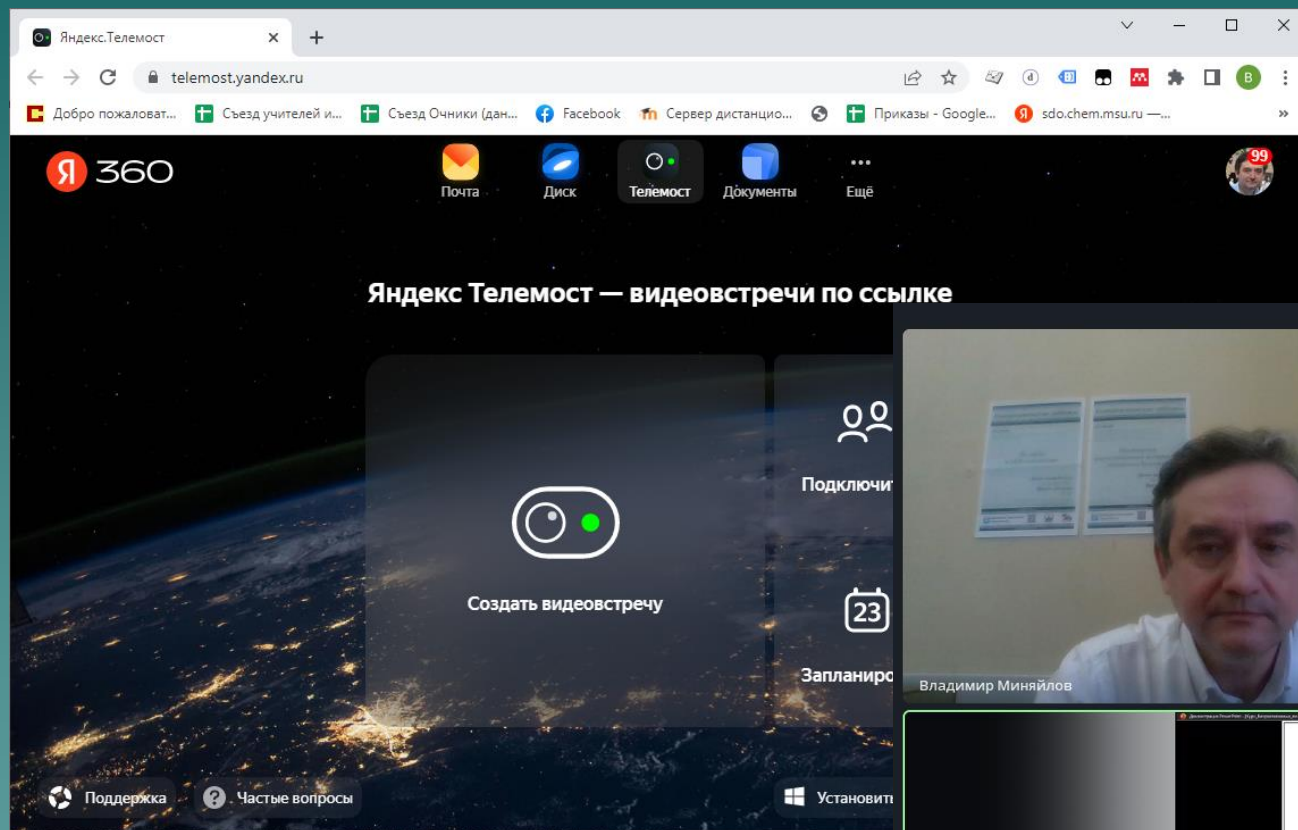 Яндекс.Телемост
telemost.yandex.ru
B
Добро пожаловат...
Съезд учителей и...
Съезд Очники (дан...
Facebook
Сервер дистанцио...
Приказы - Google...
sdo.chem.msu.ru —...
»
Я 360
99
Почта
Диск
Телемост
Документы
Ещё
Яндекс Телемост — видеовстречи по ссылке
Создать видеовстречу
Подключи
23
Запланиро
Владимир Миняйлов
Поддержка
Частые вопросы
Установит